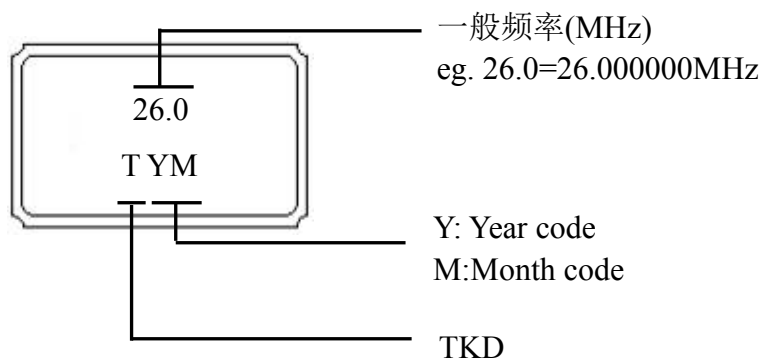 一般频率(MHz)
eg. 26.0=26.000000MHz
26.0
T YM
Y: Year code
M:Month code
TKD